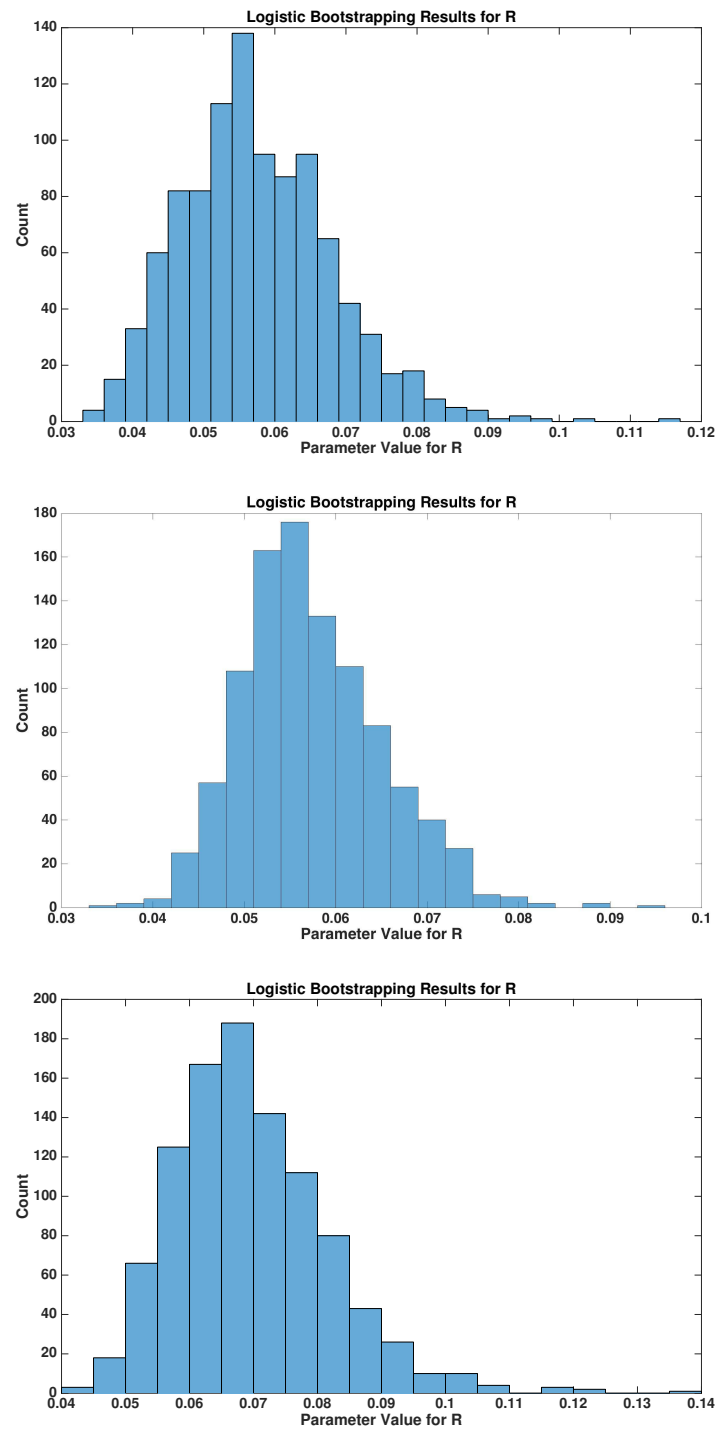 Logistic Bootstrapping Results for R
140
120
100
80
60
40
20
0
Count
0.03 0.04 0.05 0.06 0.07 0.08 0.09 0.1 0.11 0.12
Parameter Value for R
Logistic Bootstrapping Results for R
180
160
140
120
100
80
60
40
20
0
Count
0.03 0.04 0.05 0.06 0.07 0.08 0.09 0.1
Parameter Value for R
Logistic Bootstrapping Results for R
200
180
160
140
120
100
80
60
40
20
0
Count
0.04 0.05 0.06 0.07 0.08 0.09 0.1 0.11 0.12 0.13 0.14
Parameter Value for R